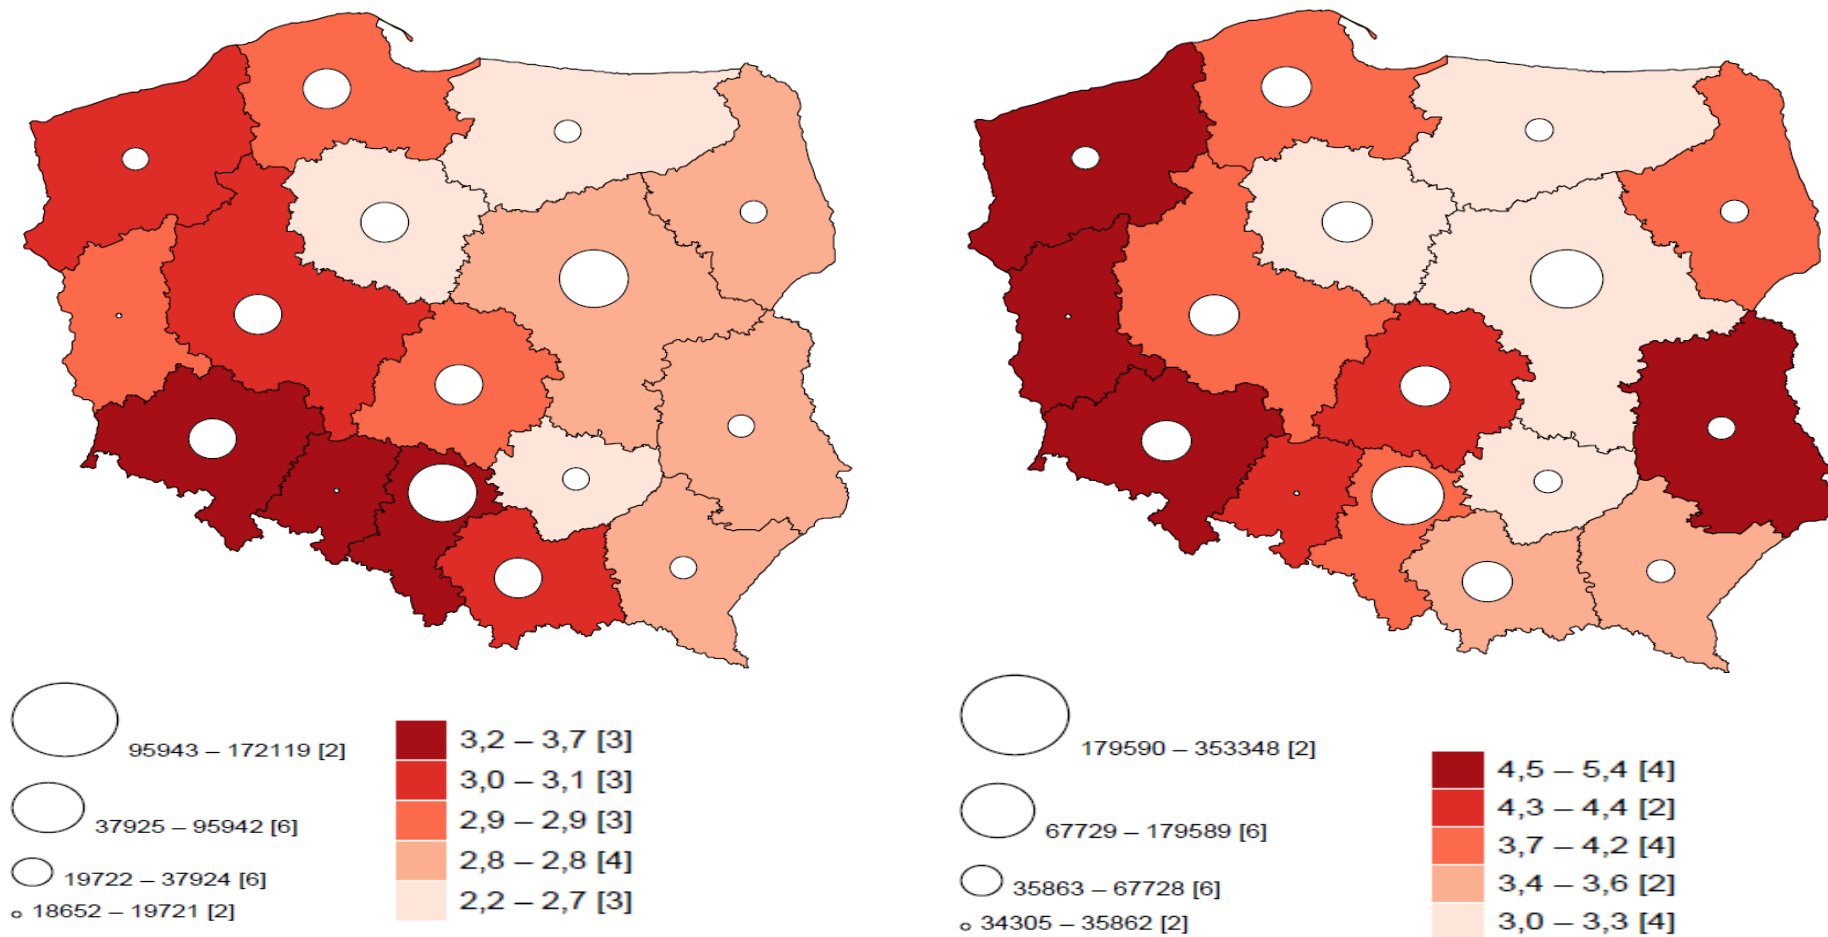 95943 – 172119 [2]
37925 – 95942 [6]
19722 – 37924 [6]
18652 – 19721 [2]
3,2 – 3,7 [3]
3,0 – 3,1 [3]
2,9 – 2,9 [3]
2,8 – 2,8 [4]
2,2 – 2,7 [3]
179590 – 353348 [2]
67729 – 179589 [6]
35863 – 67728 [6]
34305 – 35862 [2]
4,5 – 5,4 [4]
4,3 – 4,4 [2]
3,7 – 4,2 [4]
3,4 – 3,6 [2]
3,0 – 3,3 [4]